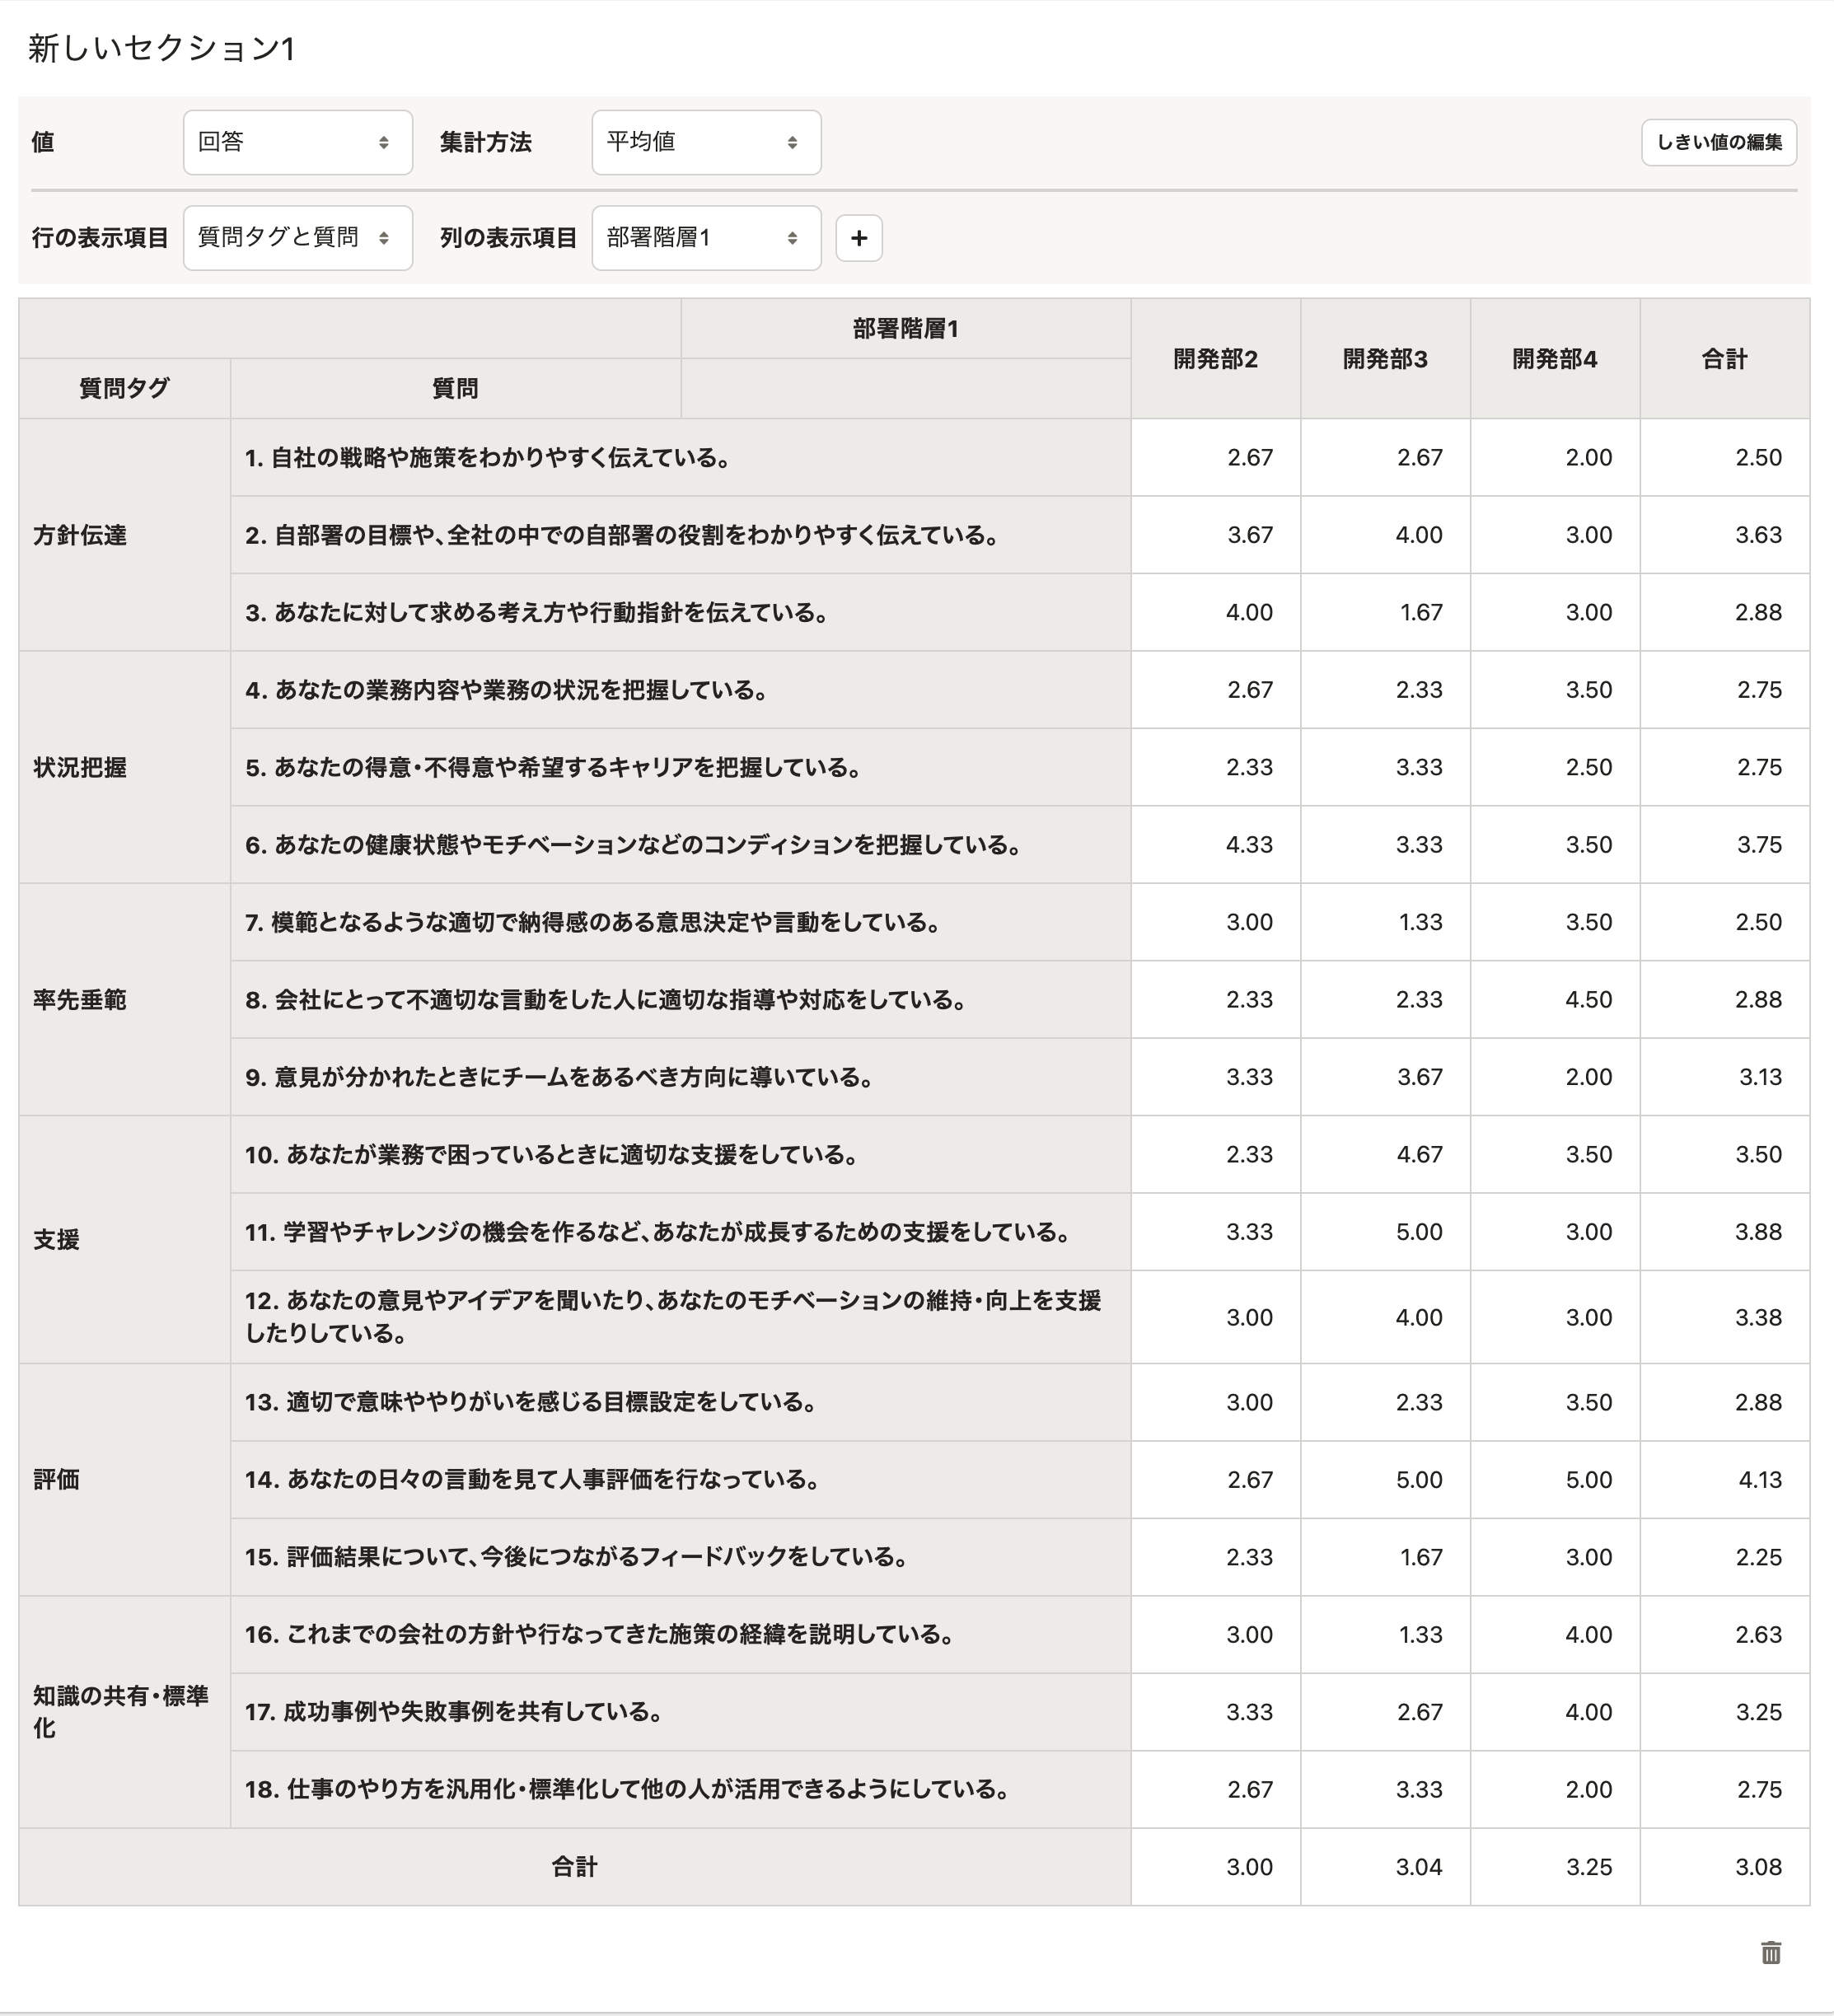 新しいセクション1
値 回答 集計方法 平均値 しきい値の編集
行の表示項目 質問タグと質問 列の表示項目 部署階層1 +
部署階層1 開発部2 開発部3 開発部4 合計
質問タグ 質問
方針伝達
1. 自社の戦略や施策をわかりやすく伝えている。 2.67 2.67 2.00 2.50
2. 自部署の目標や、全社の中での自部署の役割をわかりやすく伝えている。 3.67 4.00 3.00 3.63
3. あなたに対して求める考え方や行動指針を伝えている。 4.00 1.67 3.00 2.88
状況把握
4. あなたの業務内容や業務の状況を把握している。 2.67 2.33 3.50 2.75
5. あなたの得意・不得意や希望するキャリアを把握している。 2.33 3.33 2.50 2.75
6. あなたの健康状態やモチベーションなどのコンディションを把握している。 4.33 3.33 3.50 3.75
率先垂範
7. 模範となるような適切で納得感のある意思決定や言動をしている。 3.00 1.33 3.50 2.50
8. 会社にとって不適切な言動をした人に適切な指導や対応をしている。 2.33 2.33 4.50 2.88
9. 意見が分かれたときにチームをあるべき方向に導いている。 3.33 3.67 2.00 3.13
支援
10. あなたが業務で困っているときに適切な支援をしている。 2.33 4.67 3.50 3.50
11. 学習やチャレンジの機会を作るなど、あなたが成長するための支援をしている。 3.33 5.00 3.00 3.88
12. あなたの意見やアイデアを聞いたり、あなたのモチベーションの維持・向上を支援
したりしている。 3.00 4.00 3.00 3.38
評価
13. 適切で意味ややりがいを感じる目標設定をしている。 3.00 2.33 3.50 2.88
14. あなたの日々の言動を見て人事評価を行なっている。 2.67 5.00 5.00 4.13
15. 評価結果について、今後につながるフィードバックをしている。 2.33 1.67 3.00 2.25
知識の共有・標準
化
16. これまでの会社の方針や行なってきた施策の経緯を説明している。 3.00 1.33 4.00 2.63
17. 成功事例や失敗事例を共有している。 3.33 2.67 4.00 3.25
18. 仕事のやり方を汎用化・標準化して他の人が活用できるようにしている。 2.67 3.33 2.00 2.75
合計 3.00 3.04 3.25 3.08